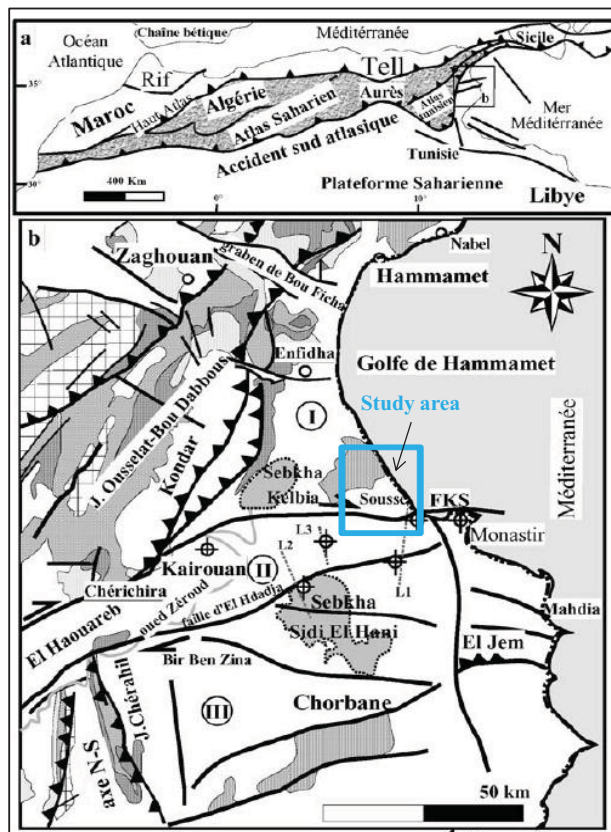 a
Océan
Atlantique
Chaîne bétique
Méditérranée
Sicile
35
Rif
Tell
Maroc
Haut Atlas
Algérie
Atlas Saharien
Aurès
Atlas
tunisien
b
Mer
Méditérranée
Accident sud atlasique
Tunisie
30
400 Km
Plateforme Saharienne
Libye
0°
10°
b
Zaghouan
graben de Bou Ficha
Nabel
Hammamet
N
Enfidha
Golfe de Hammamet
J. Ousselat-Bou Dabbous
Kondar
I
Study area
Méditérranée
Sebkha
Kelbia
Sousse
FKS
Monastir
L3
L2
L1
Kairouan
II
Chérichira
oued Zéroud
faille d'El Hdadja
El Haouareb
Sebkha
Sidi El Hani
Mahdia
El Jem
Bir Ben Zina
J.Chérahil
III
Chorbane
axe N-S
50 km